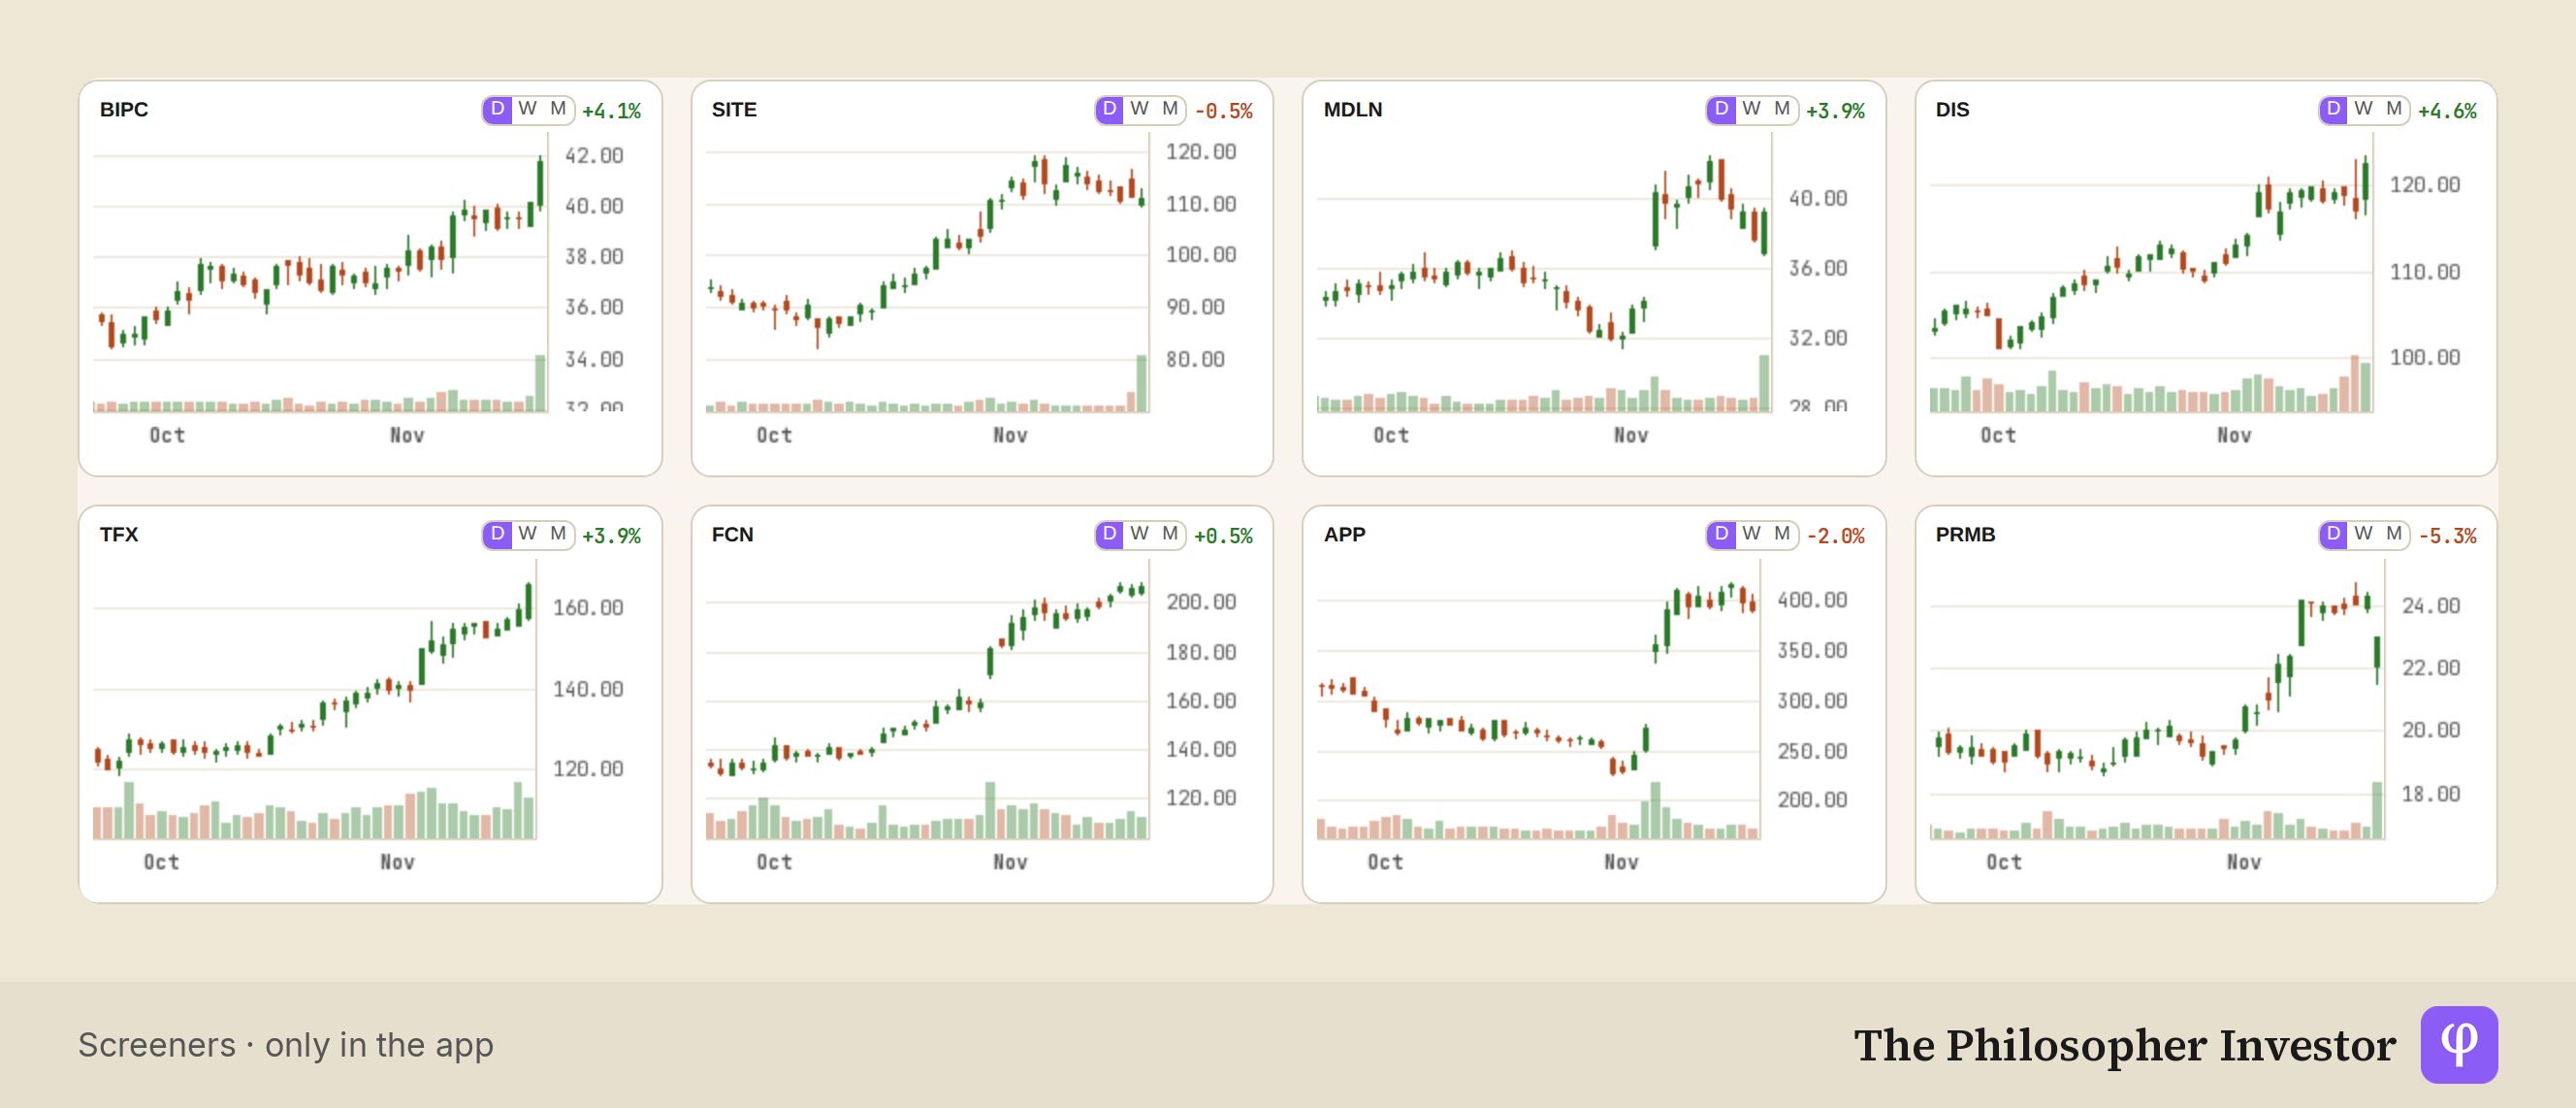 BIPC D W M +4.1%
42.00
40.00
38.00
36.00
34.00
32.00
Oct Nov
SITE D W M -0.5%
120.00
110.00
100.00
90.00
80.00
Oct Nov
MDLN D W M +3.9%
40.00
36.00
32.00
28.00
Oct Nov
DIS D W M +4.6%
120.00
110.00
100.00
Oct Nov
TFX D W M +3.9%
160.00
140.00
120.00
Oct Nov
FCN D W M +0.5%
200.00
180.00
160.00
140.00
120.00
Oct Nov
APP D W M -2.0%
400.00
350.00
300.00
250.00
200.00
Oct Nov
PRMB D W M -5.3%
24.00
22.00
20.00
18.00
Oct Nov
Screeners · only in the app
The Philosopher Investor φ